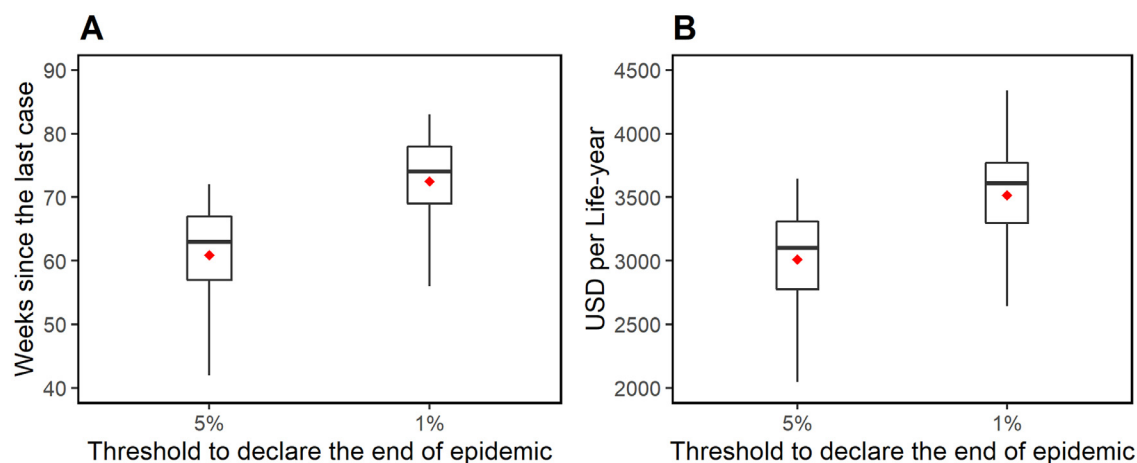 A
Weeks since the last case
90
80
70
60
50
40
5%
1%
Threshold to declare the end of epidemic
B
USD per Life-year
4500
4000
3500
3000
2500
2000
5%
1%
Threshold to declare the end of epidemic